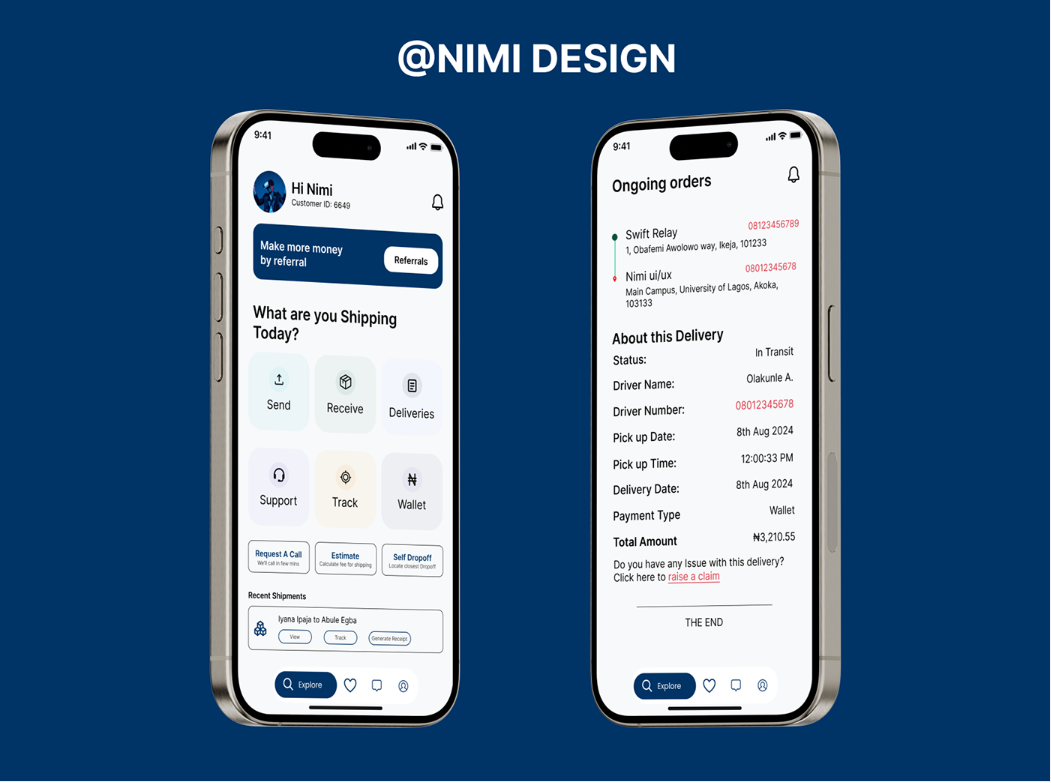 @NIMI DESIGN
9:41
Hi Nimi
Customer ID: 6649
Make more money
by referral
Referrals
What are you Shipping
Today?
Send
Receive
Deliveries
Support
Track
Wallet
Request A Call
We'll call in few mins
Estimate
Calculate fee for shipping
Self Dropoff
Locate closest Dropoff
Recent Shipments
Iyana Ipaja to Abule Egba
View
Track
Generate Receipt
Explore
9:41
Ongoing orders
Swift Relay
08123456789
1, Obafemi Awolowo way, Ikeja, 101233
Nimi ui/ux
08012345678
Main Campus, University of Lagos, Akoka,
103133
About this Delivery
Status: In Transit
Driver Name: Olakunle A.
Driver Number: 08012345678
Pick up Date: 8th Aug 2024
Pick up Time: 12:00:33 PM
Delivery Date: 8th Aug 2024
Payment Type Wallet
Total Amount ₦3,210.55
Do you have any Issue with this delivery?
Click here to raise a claim
THE END
Explore